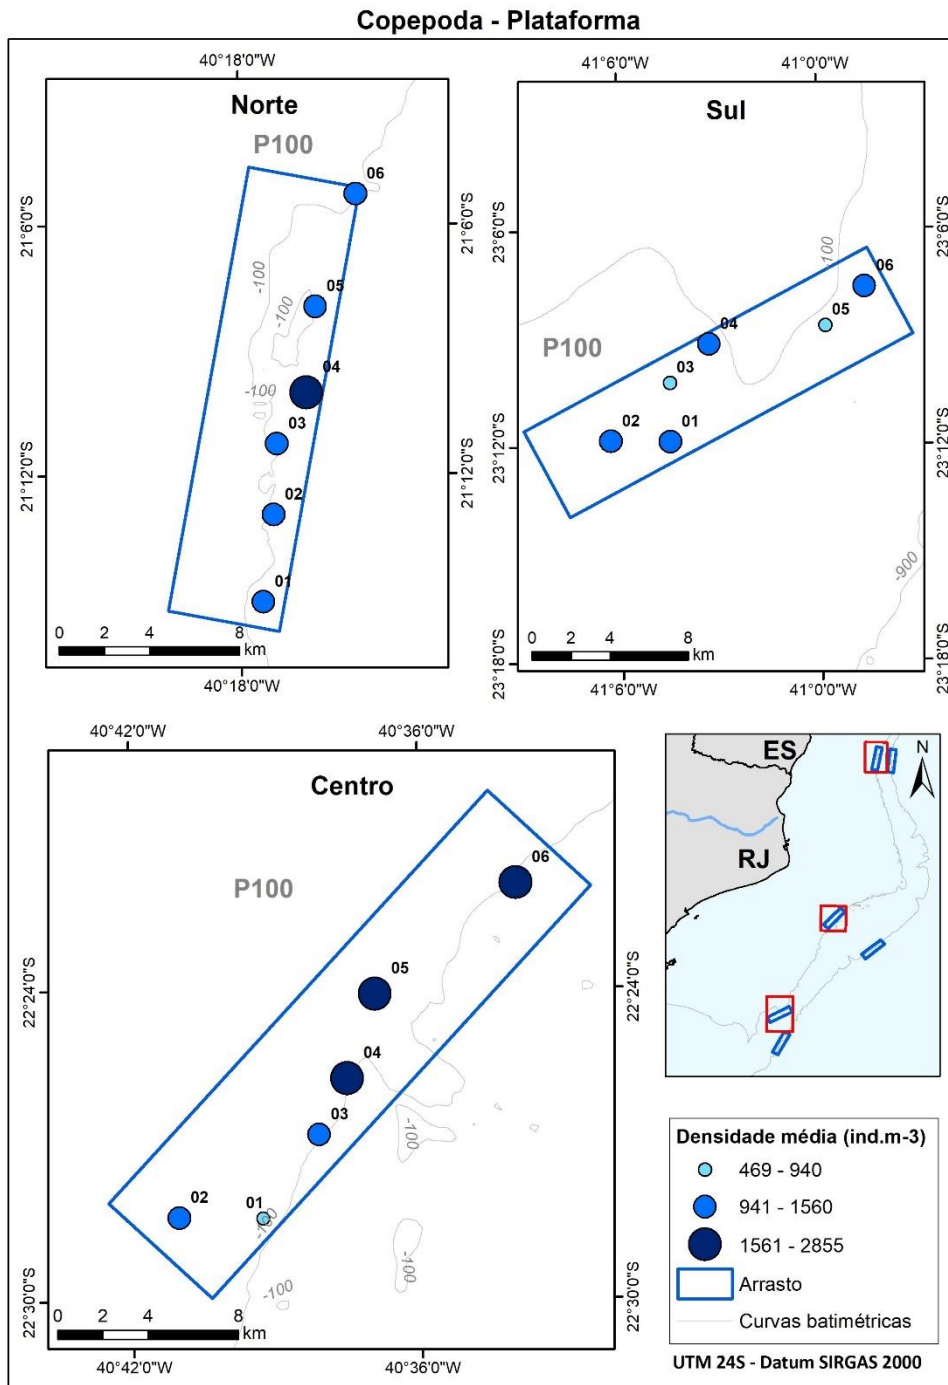 Copepoda - Plataforma
40°18'0"W
Norte
P100
06
05
04
03
02
01
-100
-100
-100
21°6'0"S
21°12'0"S
21°6'0"S
21°12'0"S
0 2 4 8
km
40°18'0"W
41°6'0"W
41°0'0"W
Sul
P100
06
05
04
03
02
01
-100
-900
23°6'0"S
23°12'0"S
23°18'0"S
23°6'0"S
23°12'0"S
23°18'0"S
0 2 4 8
km
41°6'0"W
41°0'0"W
40°42'0"W
40°36'0"W
Centro
P100
06
05
04
03
02
01
-100
-100
-100
-100
22°24'0"S
22°30'0"S
22°24'0"S
22°30'0"S
0 2 4 8
km
40°42'0"W
40°36'0"W
ES
N
RJ
Densidade média (ind.m-3)
469 - 940
941 - 1560
1561 - 2855
Arrasto
Curvas batimétricas
UTM 24S - Datum SIRGAS 2000